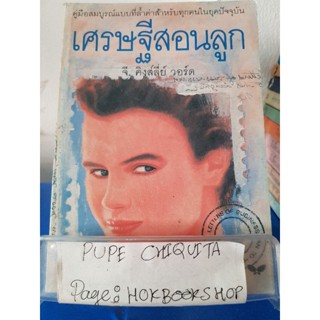 คู่มือสมบูรณ์แบบที่ล้ำค่าสำหรับทุกคนในยุคปัจจุบัน
เศรษฐีสอนลูก
จี. คิงสลีย์ วอร์ด
PUPE CHIQUITA
Page: HOKBOOKSHOP